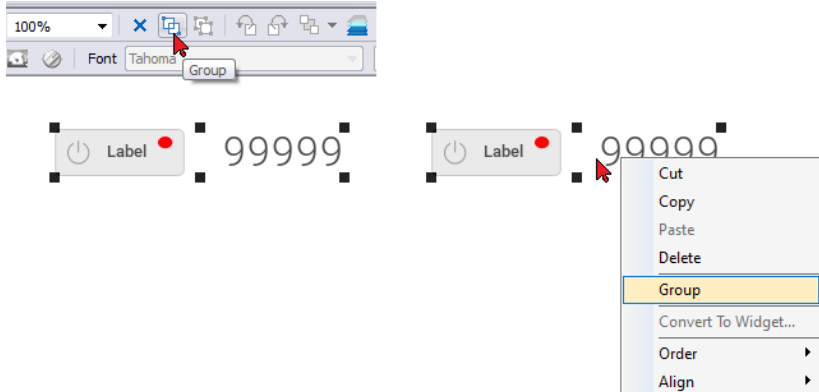 100%
Font Tahoma
Group
Label 99999
Label 99999
Cut
Copy
Paste
Delete
Group
Convert To Widget...
Order
Align